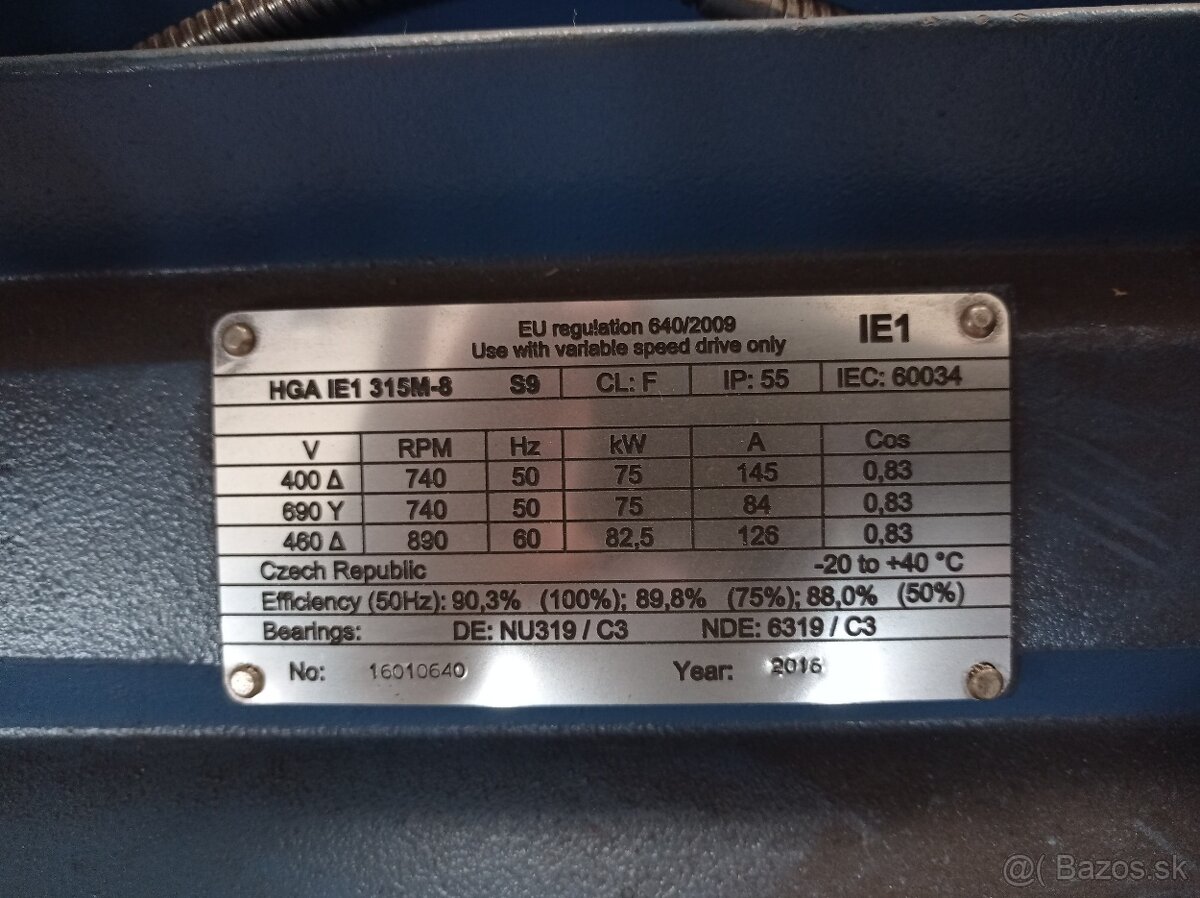 EU regulation 640/2009
Use with variable speed drive only
IE1
HGA IE1 315M-8 S9 CL: F IP: 55 IEC: 60034
V RPM Hz kW A Cos
400 Δ 740 50 75 145 0,83
690 Y 740 50 75 84 0,83
460 Δ 890 60 82,5 126 0,83
Czech Republic -20 to +40 °C
Efficiency (50Hz): 90,3% (100%); 89,8% (75%); 88,0% (50%)
Bearings: DE: NU319 / C3 NDE: 6319 / C3
No: 16010640 Year: 2016
@( Bazos.sk